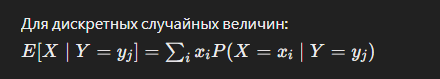 Для дискретных случайных величин:
E[X | Y = y_j] = ∑_i x_i P(X = x_i | Y = y_j)